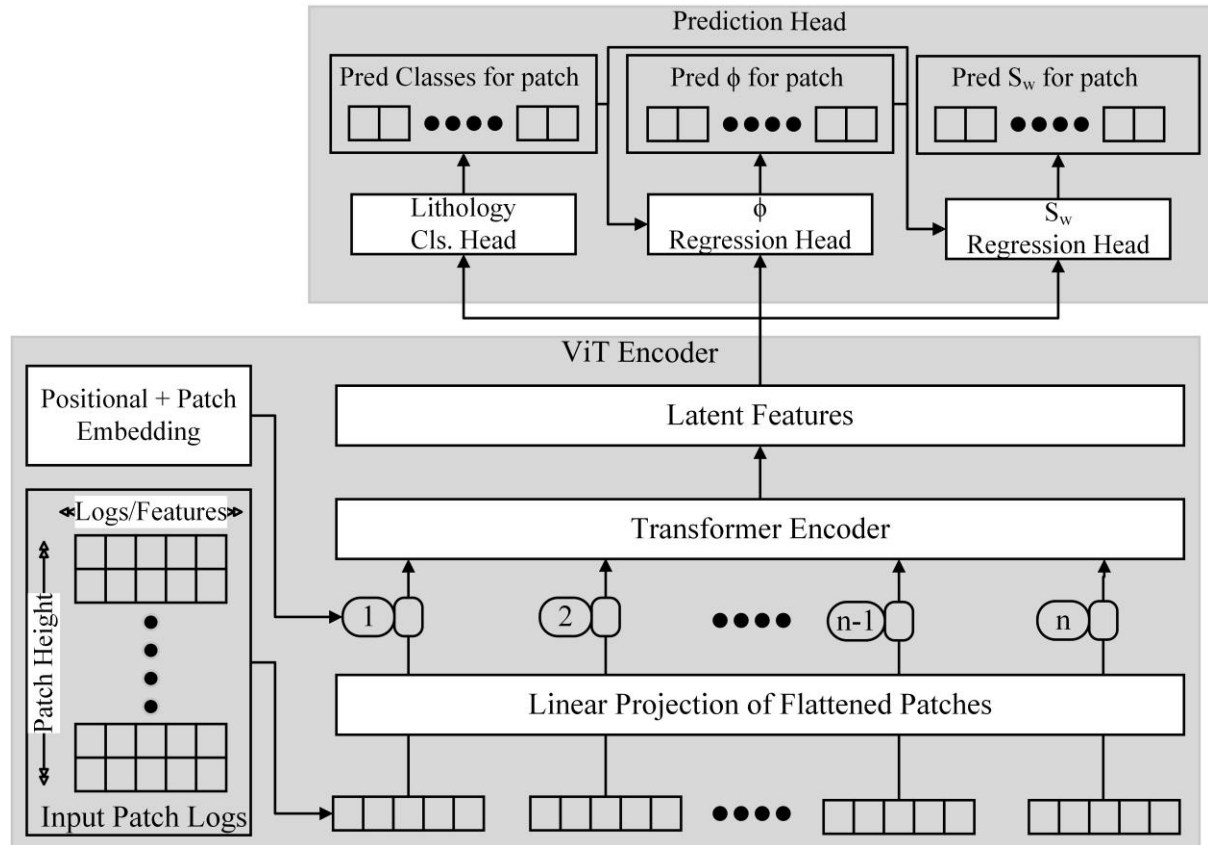 Prediction Head
Pred Classes for patch
Pred ϕ for patch
Pred Sw for patch
Lithology
Cls. Head
ϕ
Regression Head
Sw
Regression Head
ViT Encoder
Positional + Patch
Embedding
Latent Features
Logs/Features
Patch Height
Input Patch Logs
Transformer Encoder
1
2
n-1
n
Linear Projection of Flattened Patches